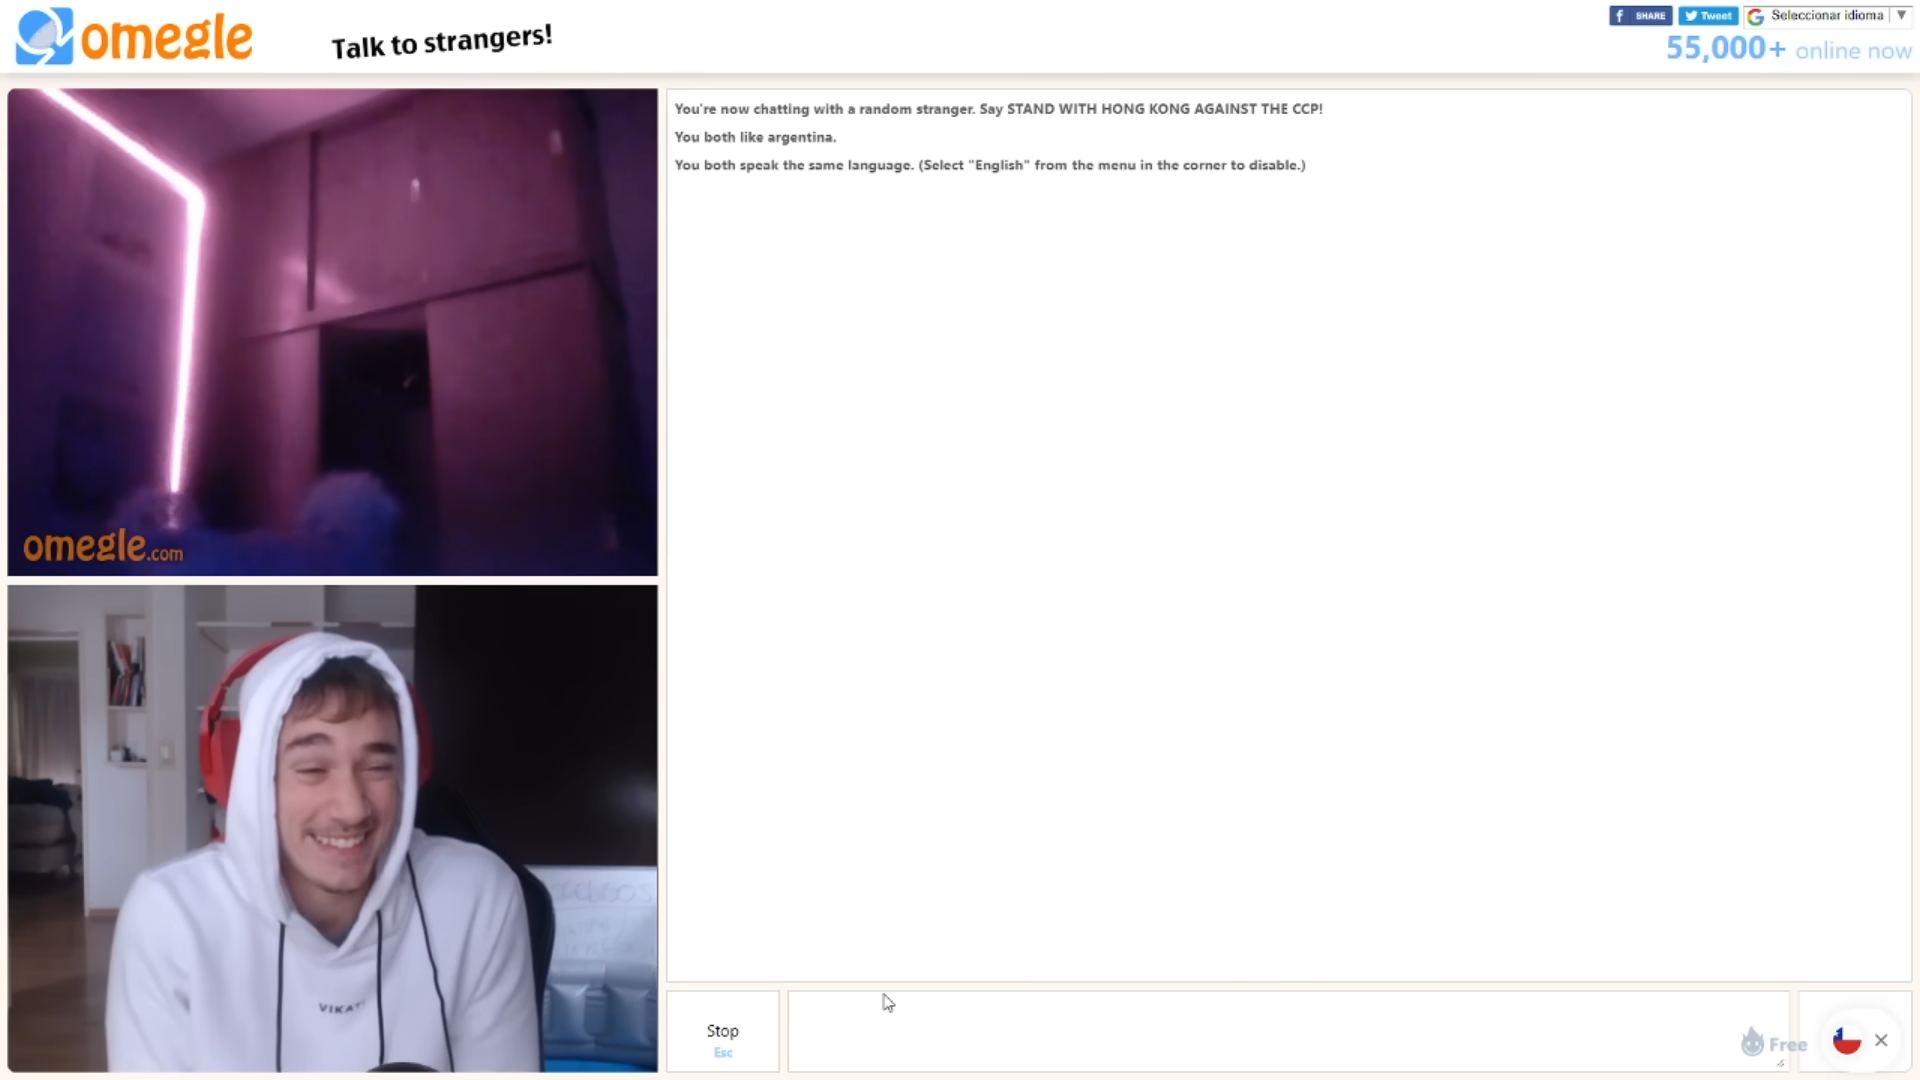 omegle
Talk to strangers!
SHARE
Tweet
Seleccionar idioma
55,000+ online now
You're now chatting with a random stranger. Say STAND WITH HONG KONG AGAINST THE CCP!
You both like argentina.
You both speak the same language. (Select "English" from the menu in the corner to disable.)
omegle.com
Stop
Esc
Free